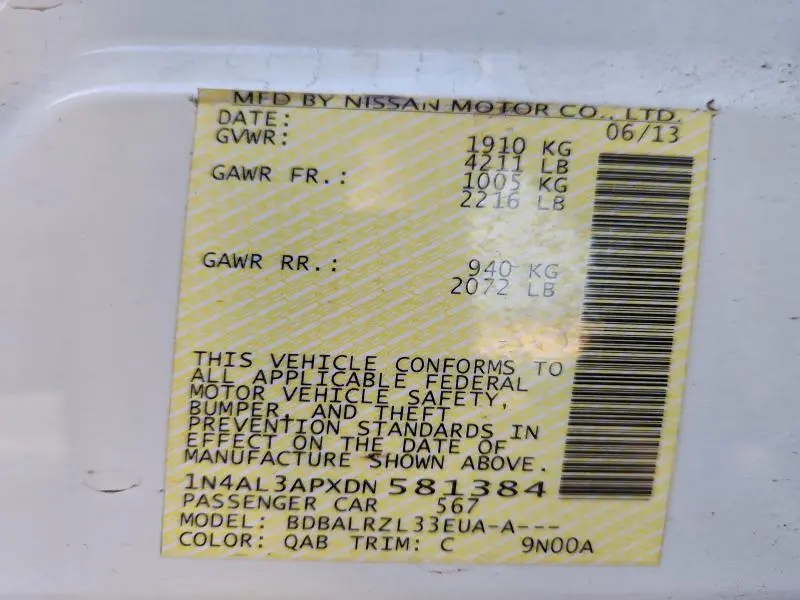 MFD BY NISSAN MOTOR CO., LTD.
DATE: 06/13
GVWR: 1910 KG
4211 LB
GAWR FR.: 1005 KG
2216 LB
GAWR RR.: 940 KG
2072 LB
THIS VEHICLE CONFORMS TO
ALL APPLICABLE FEDERAL
MOTOR VEHICLE SAFETY,
BUMPER, AND THEFT
PREVENTION STANDARDS IN
EFFECT ON THE DATE OF
MANUFACTURE SHOWN ABOVE.
1N4AL3APXDN 581384
PASSENGER CAR 567
MODEL: BDBALRZL33EUA-A---
COLOR: QAB TRIM: C 9N00A